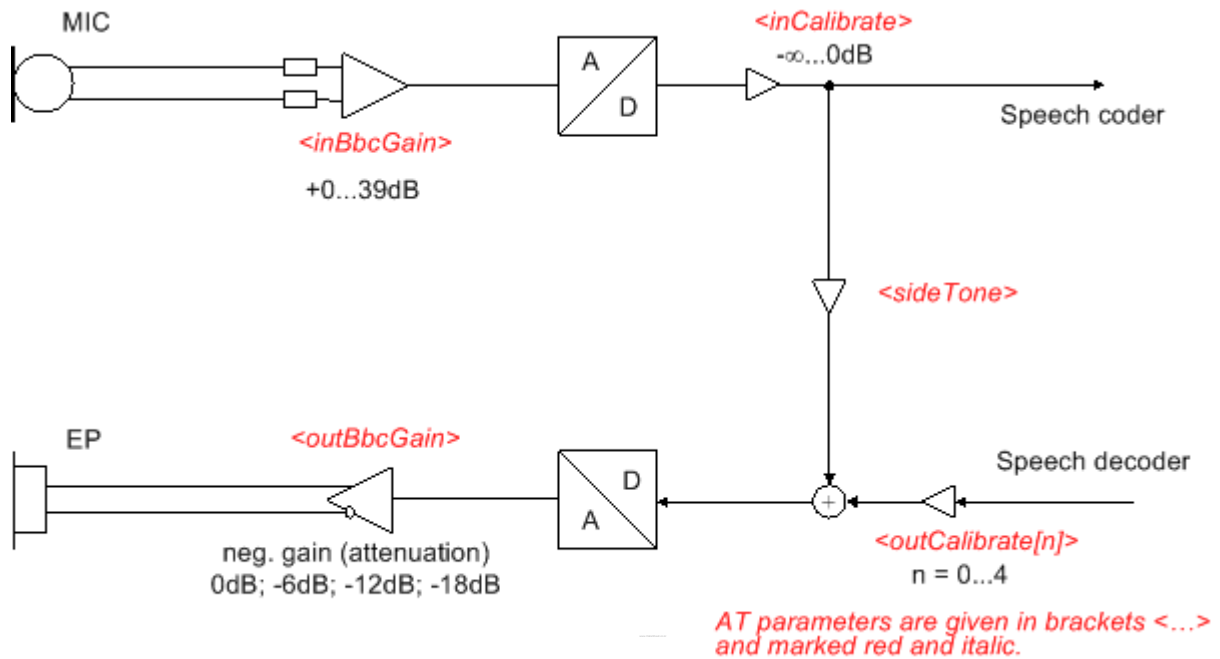 MIC
<inCalibrate>
-∞...0dB
A
D
Speech coder
<inBbcGain>
+0...39dB
<sideTone>
EP
<outBbcGain>
D
A
Speech decoder
+
neg. gain (attenuation)
0dB; -6dB; -12dB; -18dB
<outCalibrate[n]>
n = 0...4
AT parameters are given in brackets <...>
and marked red and italic.